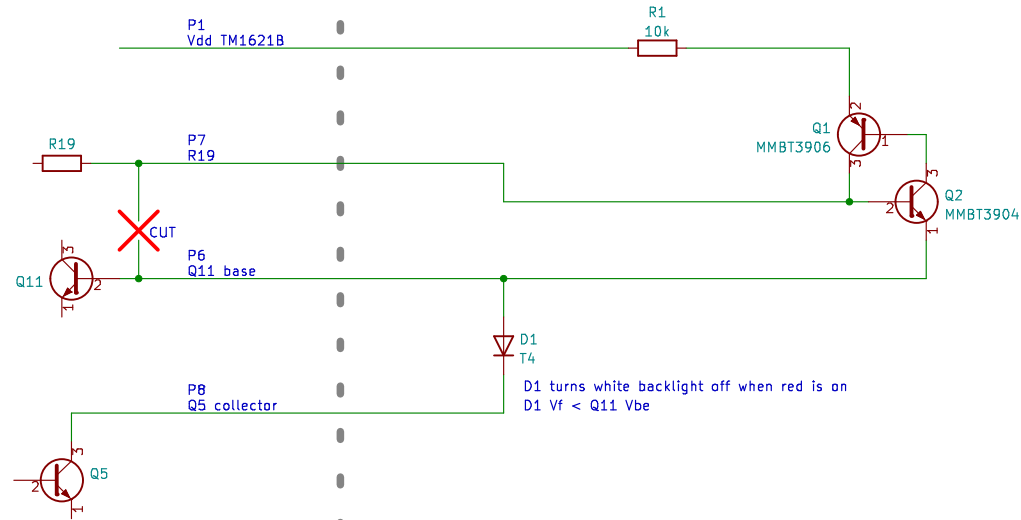 P1
Vdd TM1621B
R1
10k
2
Q1
MMBT3906
1
3
P7
R19
R19
3
Q2
MMBT3904
2
1
CUT
P6
Q11 base
3
Q11
2
1
D1
T4
D1 turns white backlight off when red is on
D1 Vf < Q11 Vbe
P8
Q5 collector
3
Q5
2
1